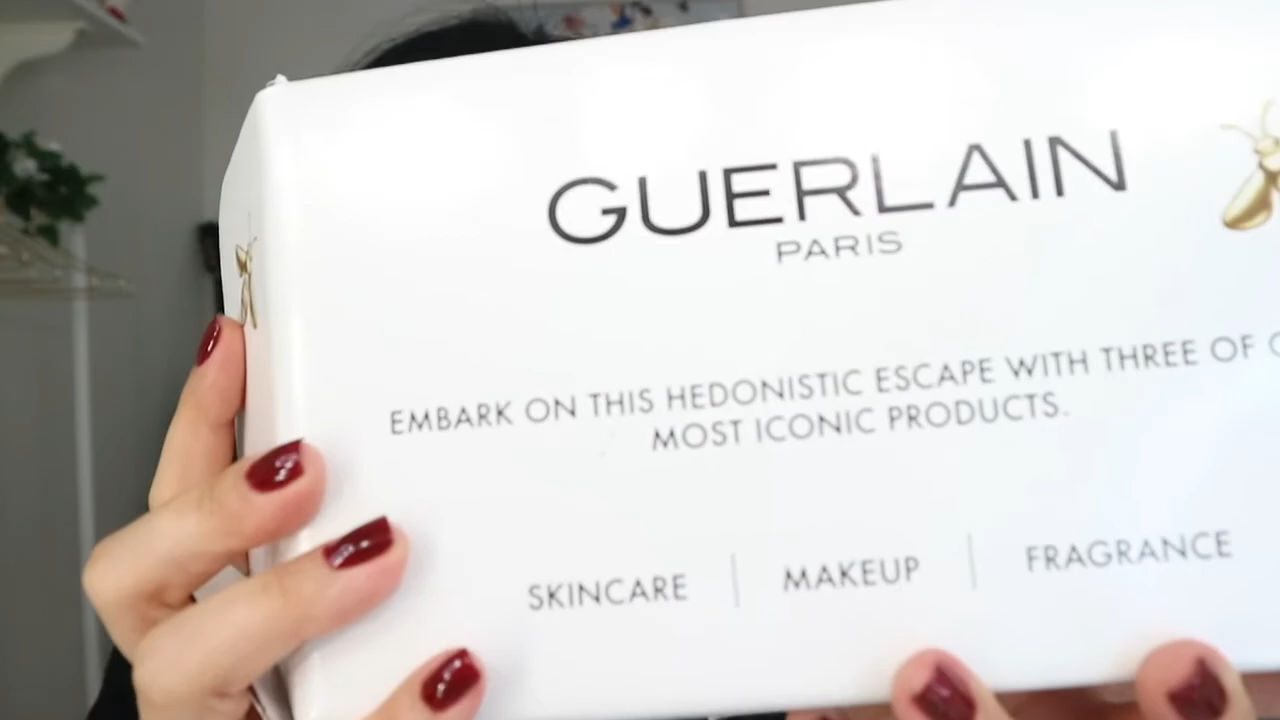 GUERLAIN
PARIS
EMBARK ON THIS HEDONISTIC ESCAPE WITH THREE OF
MOST ICONIC PRODUCTS.
SKINCARE | MAKEUP | FRAGRANCE